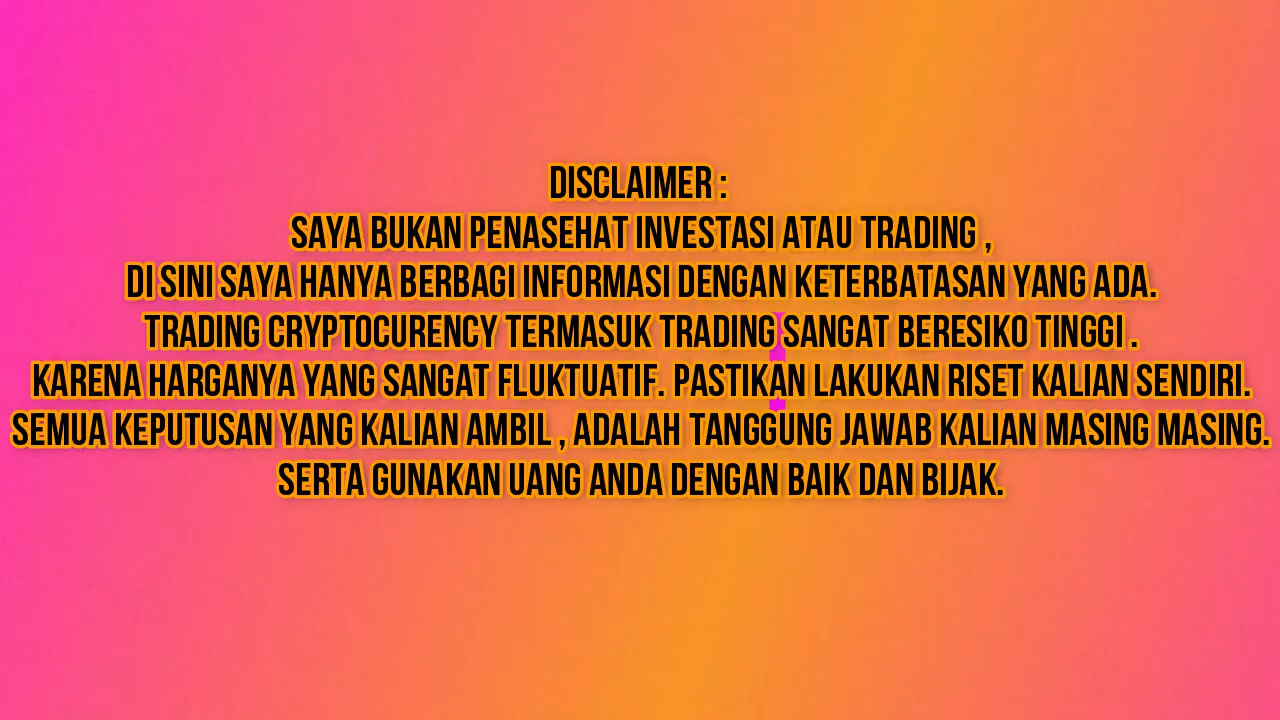 DISCLAIMER :
SAYA BUKAN PENASEHAT INVESTASI ATAU TRADING ,
DI SINI SAYA HANYA BERBAGI INFORMASI DENGAN KETERBATASAN YANG ADA.
TRADING CRYPTOCURENCY TERMASUK TRADING SANGAT BERESIKO TINGGI .
KARENA HARGANYA YANG SANGAT FLUKTUATIF. PASTIKAN LAKUKAN RISET KALIAN SENDIRI.
SEMUA KEPUTUSAN YANG KALIAN AMBIL , ADALAH TANGGUNG JAWAB KALIAN MASING MASING.
SERTA GUNAKAN UANG ANDA DENGAN BAIK DAN BIJAK.